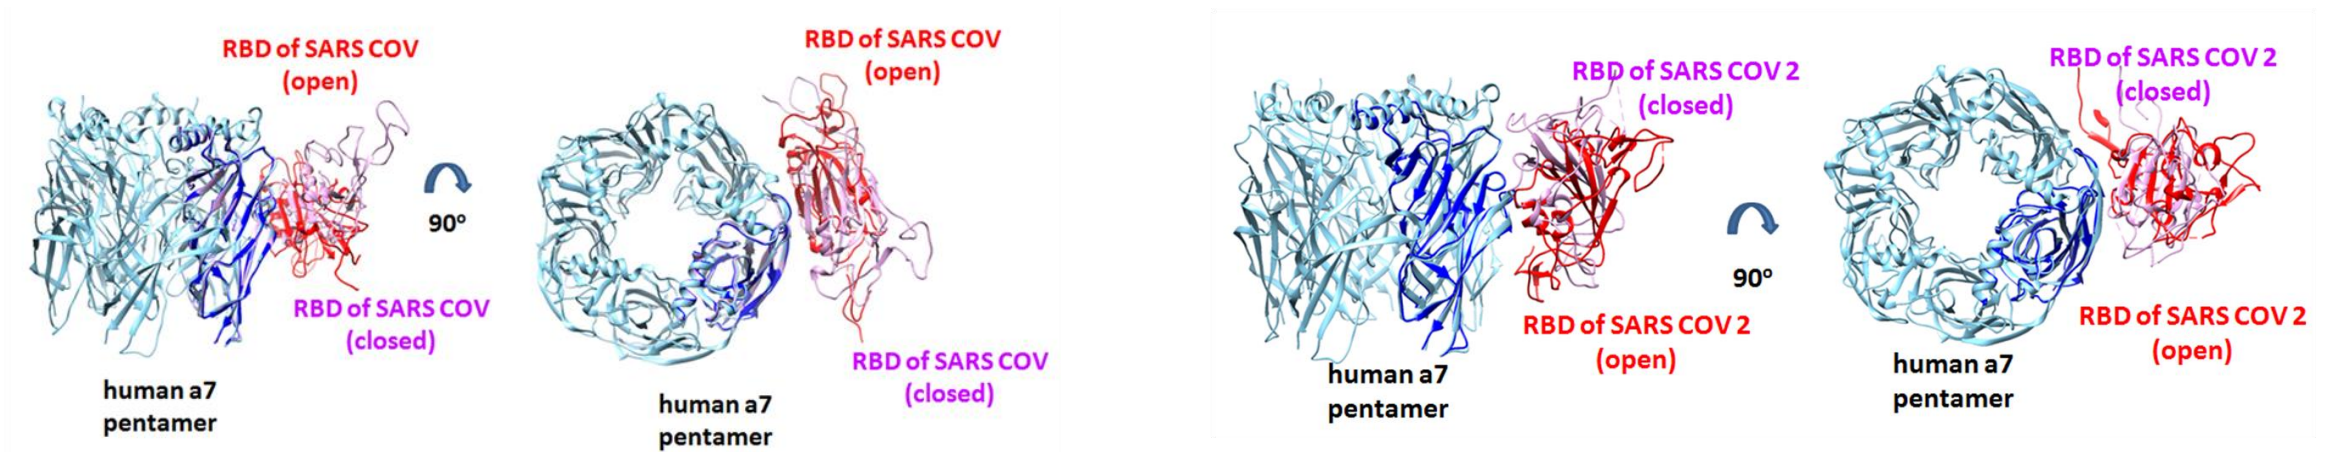 RBD of SARS COV
(open)
90º
RBD of SARS COV
(closed)
human a7
pentamer
RBD of SARS COV
(open)
RBD of SARS COV
(closed)
human a7
pentamer
RBD of SARS COV 2
(closed)
90º
RBD of SARS COV 2
(open)
human a7
pentamer
RBD of SARS COV 2
(closed)
RBD of SARS COV 2
(open)
human a7
pentamer